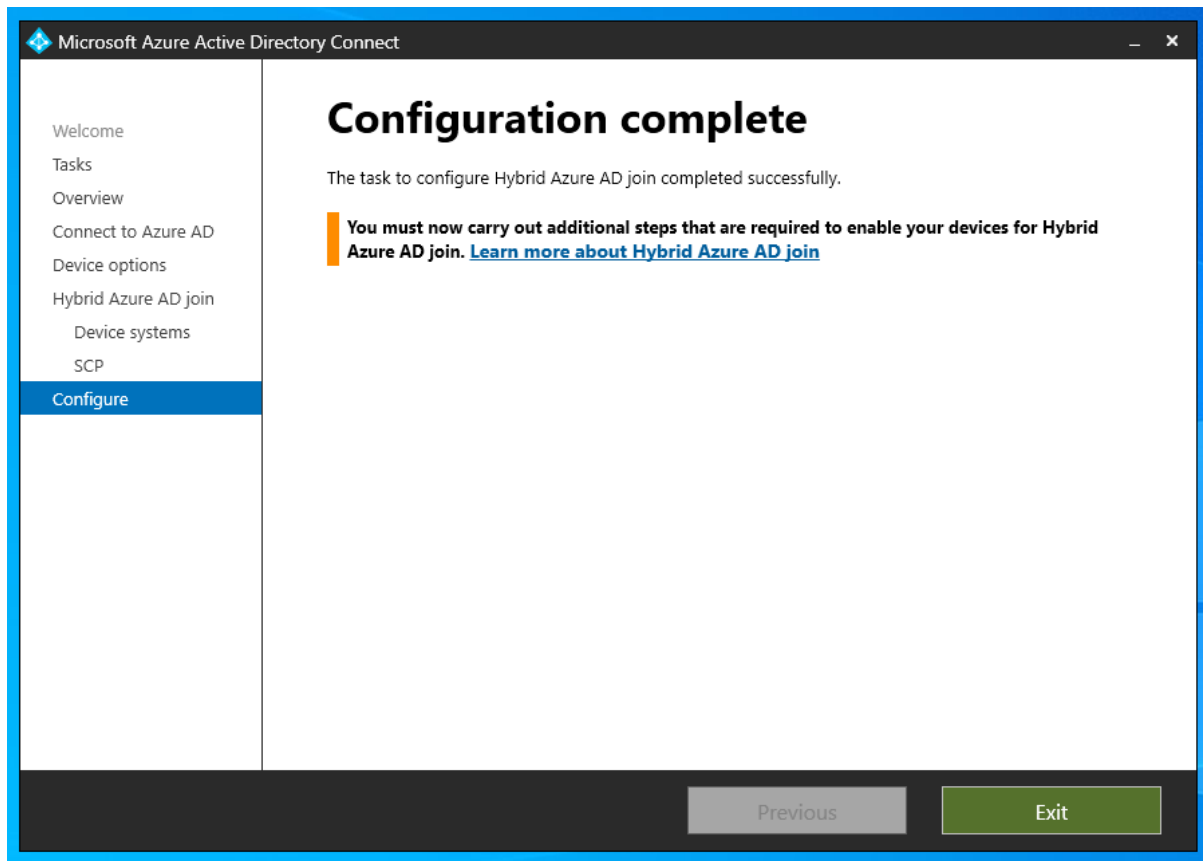 Microsoft Azure Active Directory Connect
Welcome
Tasks
Overview
Connect to Azure AD
Device options
Hybrid Azure AD join
Device systems
SCP
Configure
Configuration complete
The task to configure Hybrid Azure AD join completed successfully.
You must now carry out additional steps that are required to enable your devices for Hybrid
Azure AD join. Learn more about Hybrid Azure AD join
Previous
Exit